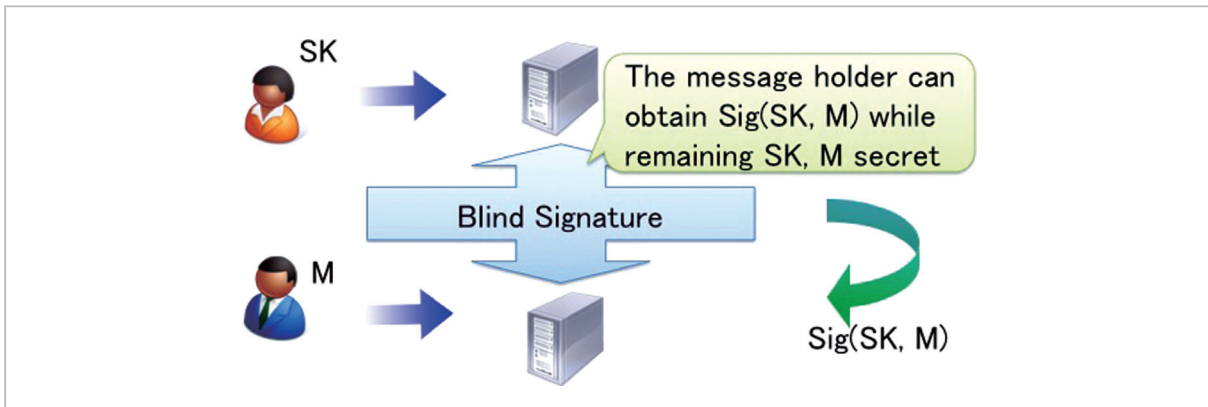 SK
The message holder can
obtain Sig(SK, M) while
remaining SK, M secret
Blind Signature
M
Sig(SK, M)